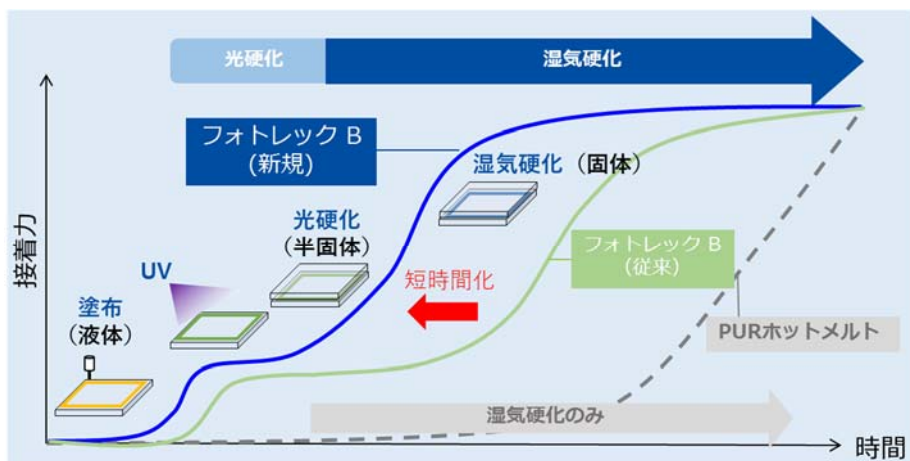 光硬化
湿気硬化
フォトレック B
(新規)
湿気硬化（固体）
光硬化
（半固体）
接着力
UV
短時間化
フォトレック B
（従来）
塗布
（液体）
PURホットメルト
湿気硬化のみ
時間